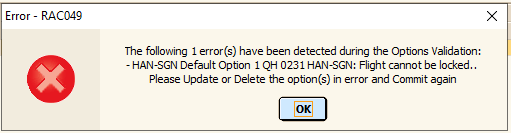 Error - RAC049
The following 1 error(s) have been detected during the Options Validation:
- HAN-SGN Default Option 1 QH 0231 HAN-SGN: Flight cannot be locked..
Please Update or Delete the option(s) in error and Commit again
OK